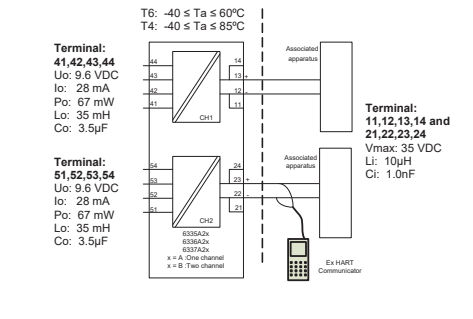 T6: -40 ≤ Ta ≤ 60ºC
T4: -40 ≤ Ta ≤ 85ºC
Terminal:
41,42,43,44
Uo: 9.6 VDC
Io: 28 mA
Po: 67 mW
Lo: 35 mH
Co: 3.5µF
44
43
42
41
14
13 +
12 -
11
CH1
Associated
apparatus
Terminal:
11,12,13,14 and
21,22,23,24
Vmax: 35 VDC
Li: 10µH
Ci: 1.0nF
Terminal:
51,52,53,54
Uo: 9.6 VDC
Io: 28 mA
Po: 67 mW
Lo: 35 mH
Co: 3.5µF
54
53
52
51
24
23 +
22 -
21
CH2
Associated
apparatus
6335A2x
6336A2x
6337A2x
x = A :One channel
x = B :Two channel
Ex HART
Communicator